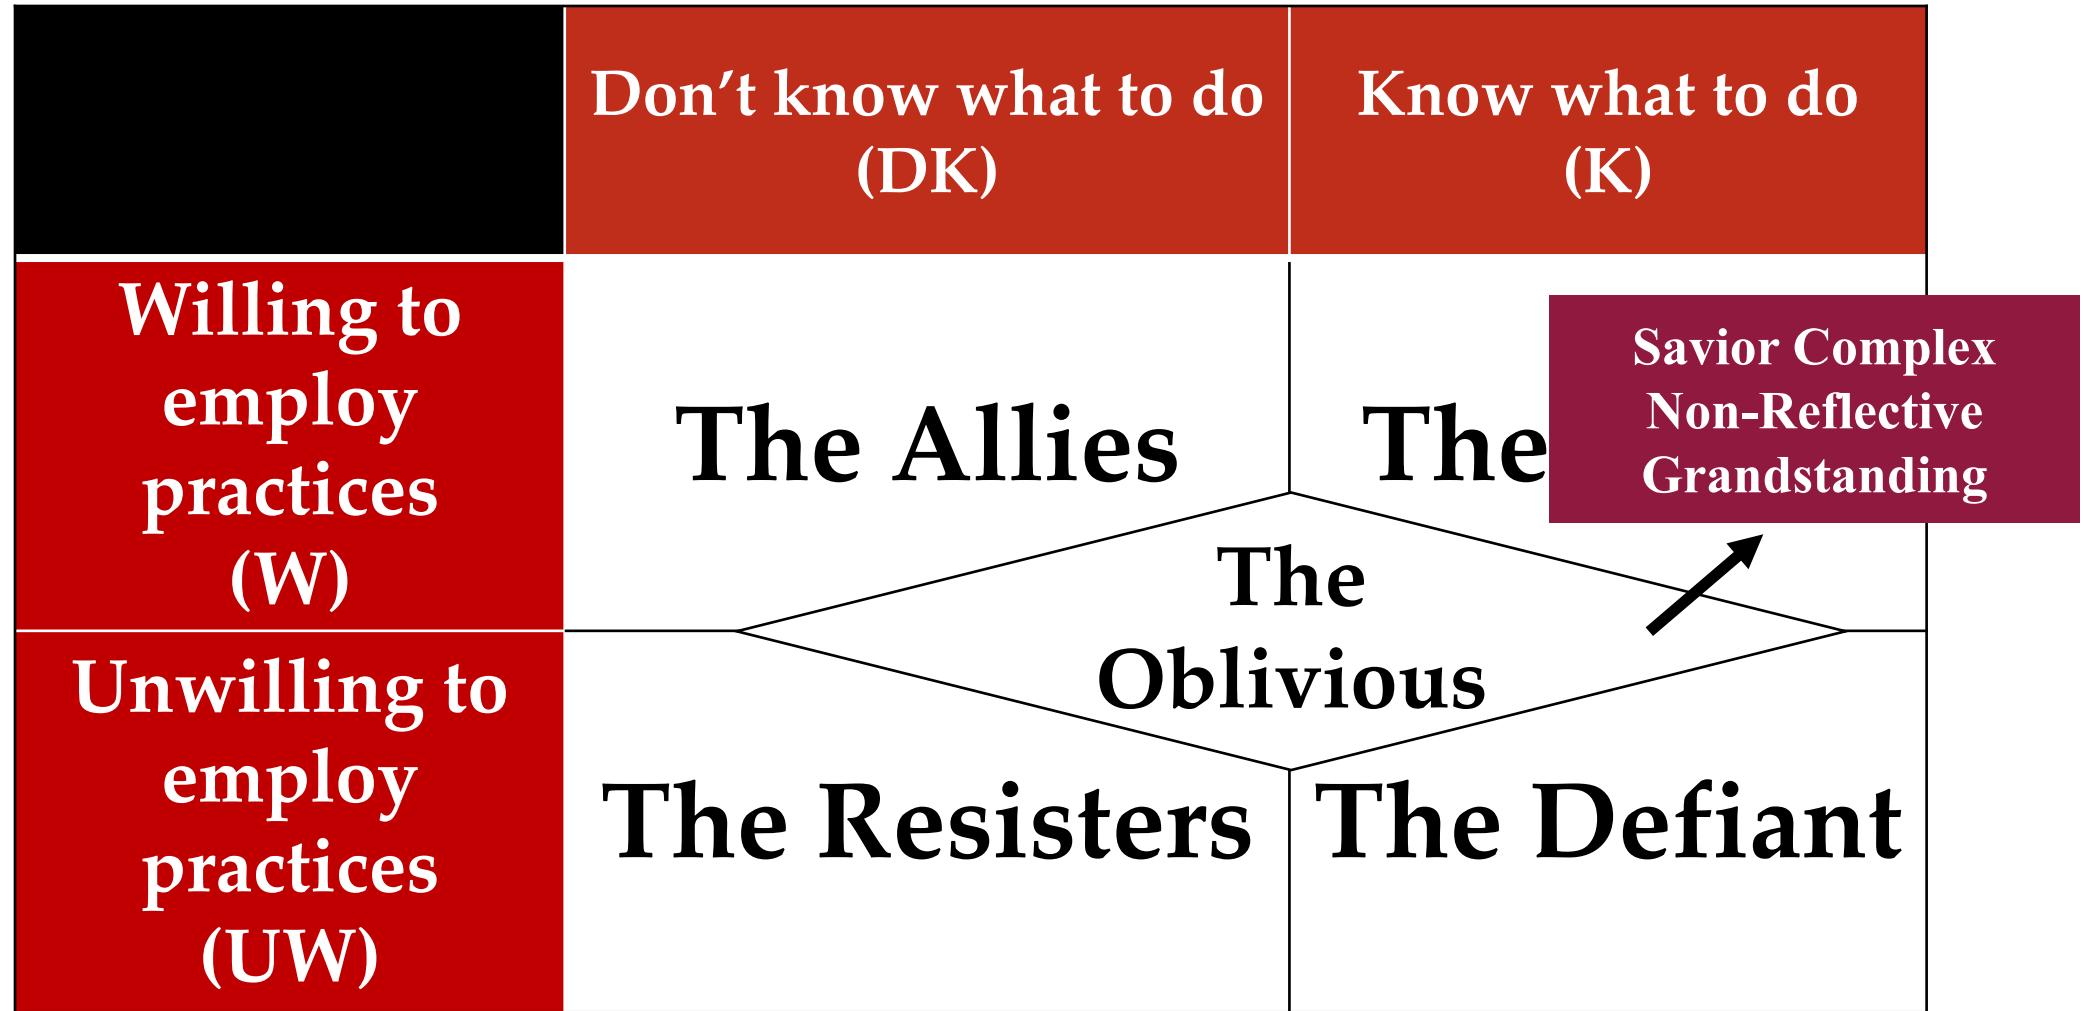 Don’t know what to do
(DK)
Know what to do
(K)
Willing to
employ
practices
(W)
The Allies
The
Savior Complex
Non-Reflective
Grandstanding
The
Oblivious
Unwilling to
employ
practices
(UW)
The Resisters
The Defiant